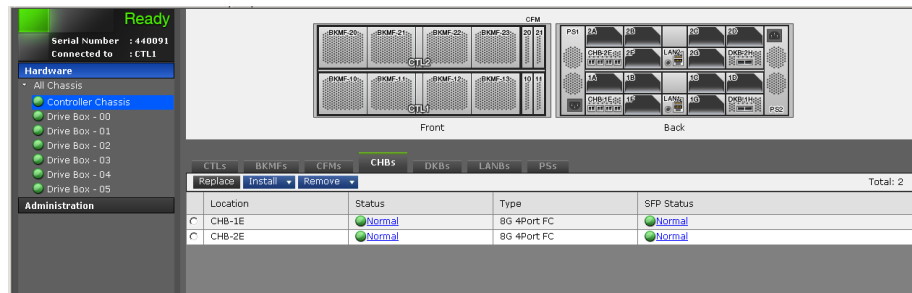 Ready
Serial Number : 440091
Connected to : CTL1
Hardware
All Chassis
Controller Chassis
Drive Box - 00
Drive Box - 01
Drive Box - 02
Drive Box - 03
Drive Box - 04
Drive Box - 05
Administration
CFM
BKMF-20 BKMF-21 BKMF-22 BKMF-23 20 21
CTL2
BKMF-10 BKMF-11 BKMF-12 BKMF-13 10 11
CTL1
Front
PS1 2A 2B 2C 2D
CHB-2E 2F LAN2 2G DKB-2H
1A 1B 1C 1D
CHB-1E 1F LAN1 1G DKB-1H
PS2
Back
CTLs BKMFs CFMs CHBs DKBs LANBs PSs
Replace Install Remove Total: 2
Location Status Type SFP Status
CHB-1E Normal 8G 4Port FC Normal
CHB-2E Normal 8G 4Port FC Normal